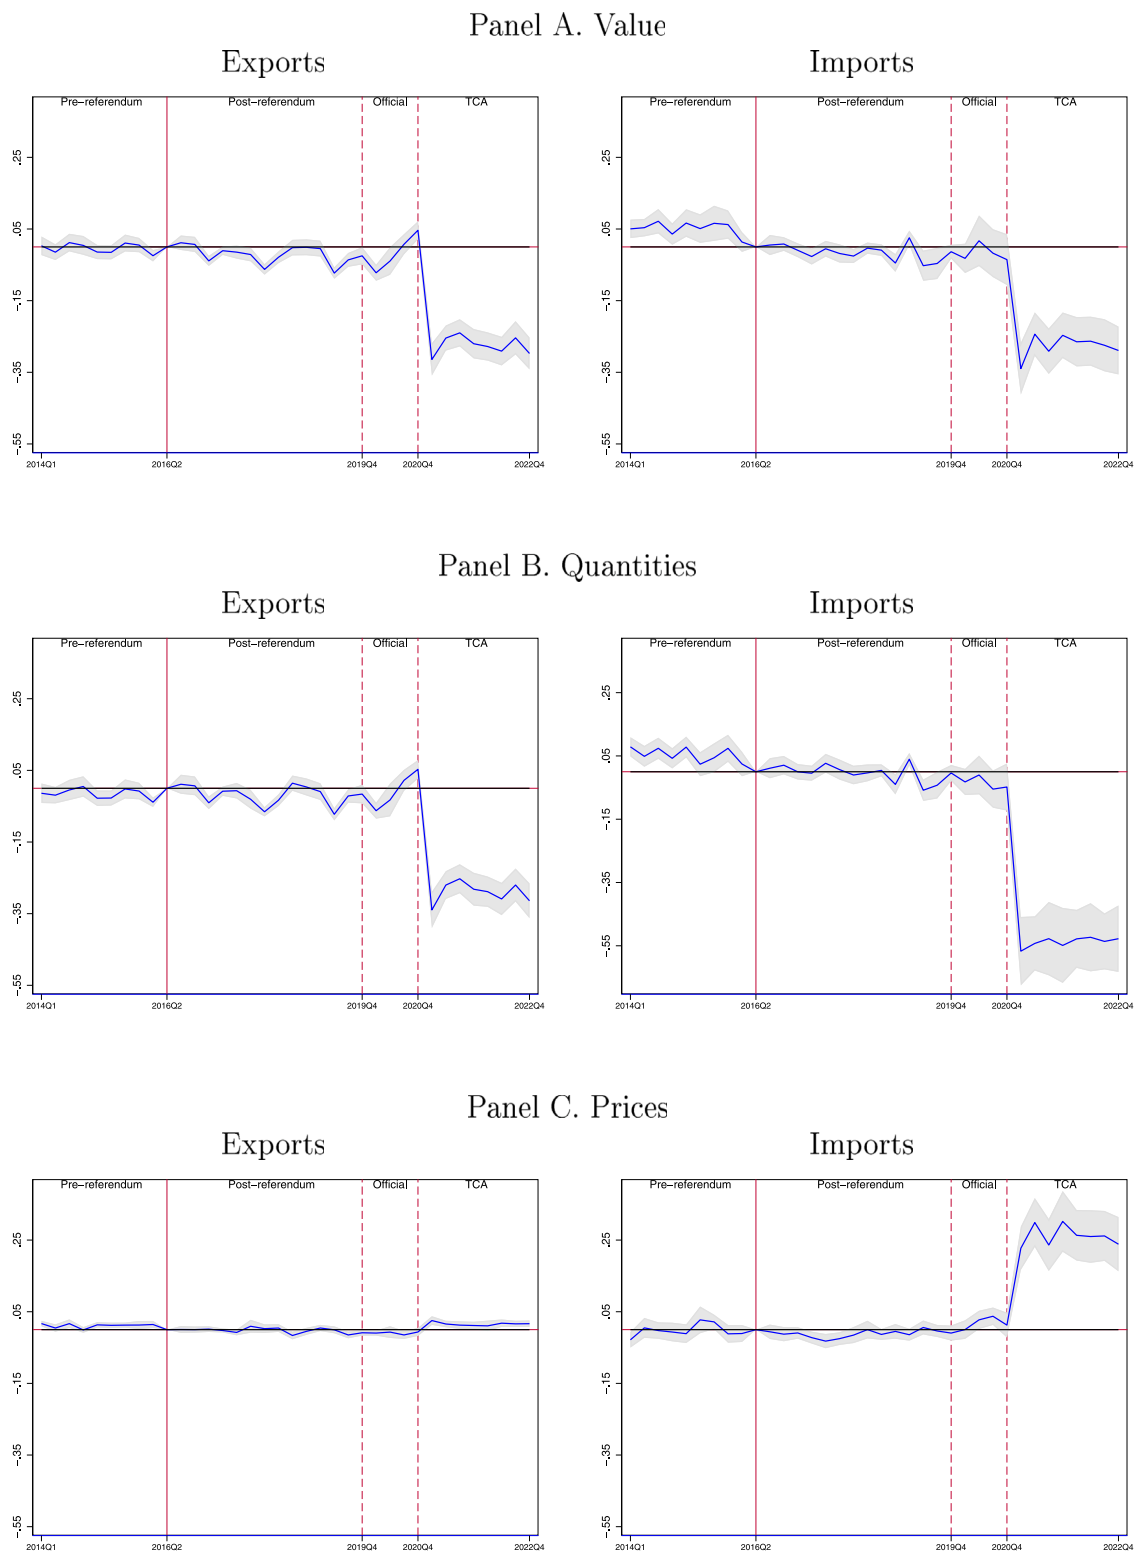 Panel A. Value
Exports
Imports
Pre-referendum Post-referendum Official TCA
.25
.05
-.15
-.35
-.55
2014Q1 2016Q2 2019Q4 2020Q4 2022Q4
Pre-referendum Post-referendum Official TCA
.25
.05
-.15
-.35
-.55
2014Q1 2016Q2 2019Q4 2020Q4 2022Q4
Panel B. Quantities
Exports
Imports
Pre-referendum Post-referendum Official TCA
.25
.05
-.15
-.35
-.55
2014Q1 2016Q2 2019Q4 2020Q4 2022Q4
Pre-referendum Post-referendum Official TCA
.25
.05
-.15
-.35
-.55
2014Q1 2016Q2 2019Q4 2020Q4 2022Q4
Panel C. Prices
Exports
Imports
Pre-referendum Post-referendum Official TCA
.25
.05
-.15
-.35
-.55
2014Q1 2016Q2 2019Q4 2020Q4 2022Q4
Pre-referendum Post-referendum Official TCA
.25
.05
-.15
-.35
-.55
2014Q1 2016Q2 2019Q4 2020Q4 2022Q4